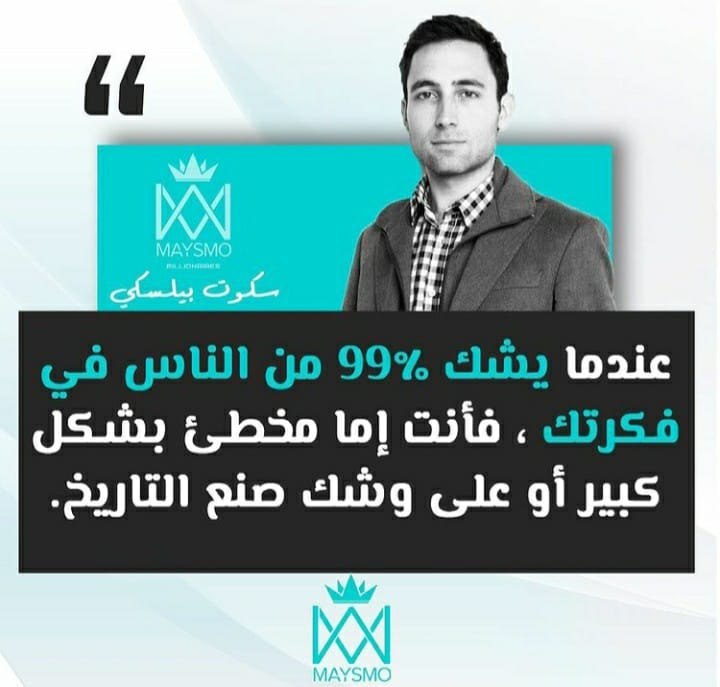 “
MAYSMO
BILLIONAIRES
سكوت بيلسكي
عندما يشك 99% من الناس في
فكرتك ، فأنت إما مخطئ بشكل
كبير أو على وشك صنع التاريخ.
MAYSMO